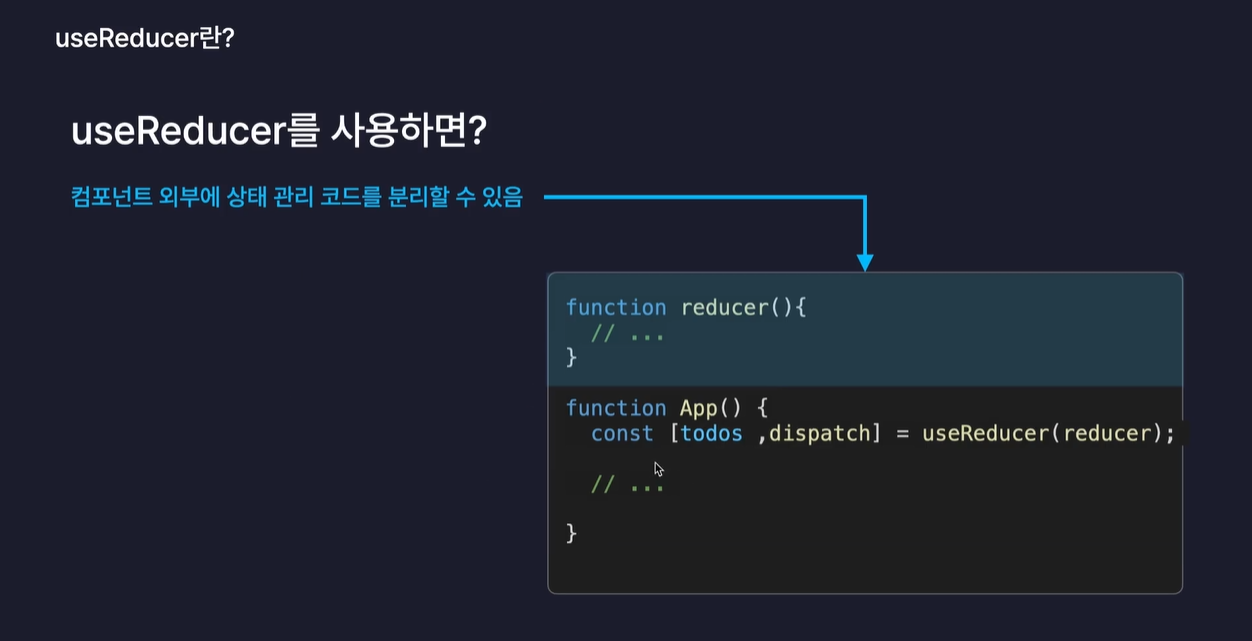 useReducer란?
useReducer를 사용하면?
컴포넌트 외부에 상태 관리 코드를 분리할 수 있음
function reducer(){
  // ...
}
function App() {
  const [todos ,dispatch] = useReducer(reducer);
  // ...
}